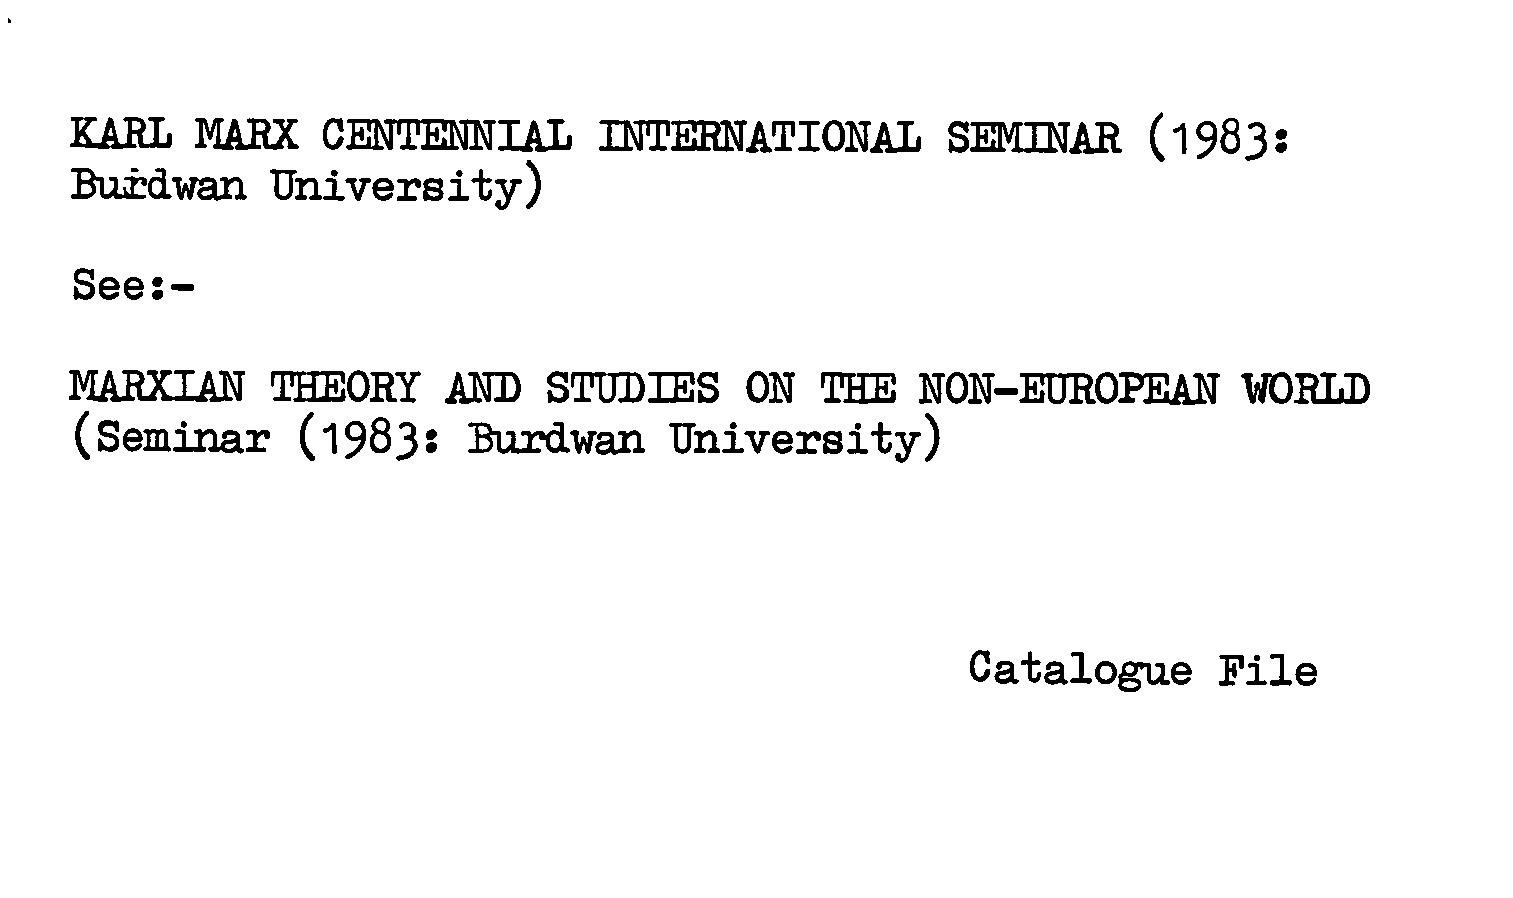 KARL MARX CENTENNIAL INTERNATIONAL SEMINAR (1983:
Burdwan University)
See:-
MARXIAN THEORY AND STUDIES ON THE NON-EUROPEAN WORLD
(Seminar (1983: Burdwan University)
Catalogue File